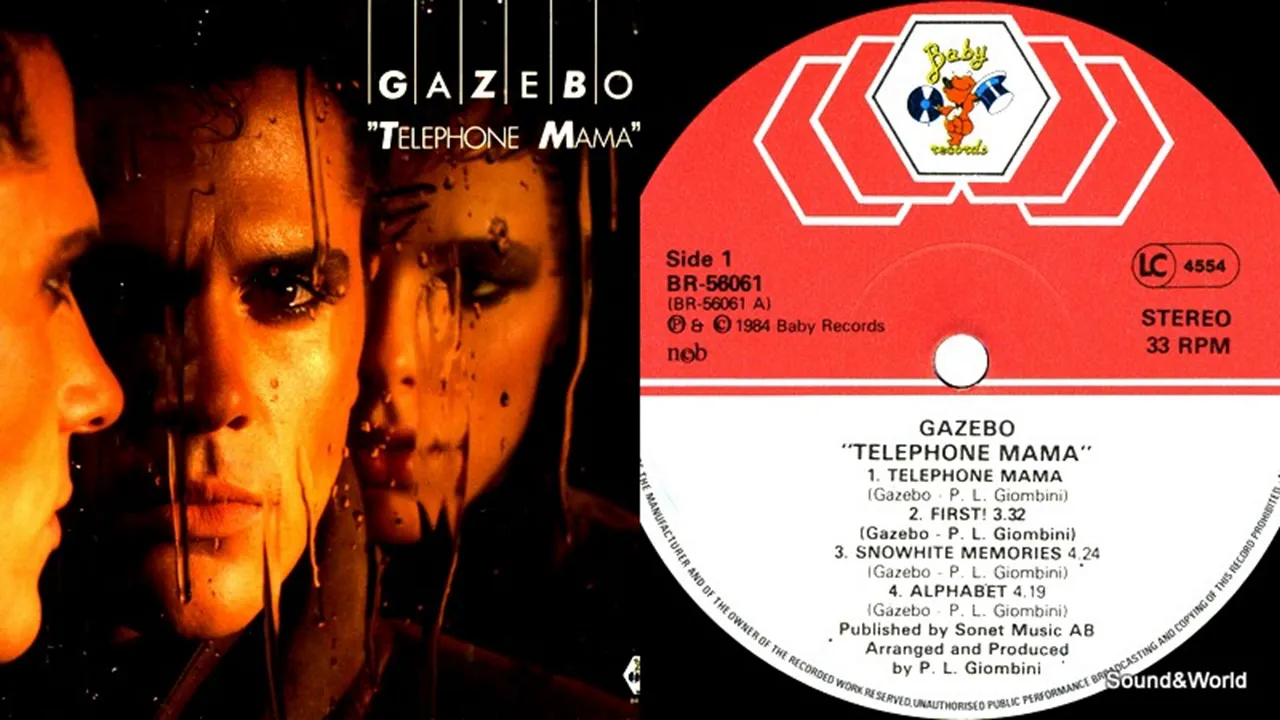 GAZEBO
"TELEPHONE MAMA"
Baby
records
Side 1
BR-56061
(BR-56061 A)
Ⓟ & © 1984 Baby Records
ncb
LC 4554
STEREO
33 RPM
GAZEBO
"TELEPHONE MAMA"
1. TELEPHONE MAMA
(Gazebo - P. L. Giombini)
2. FIRST! 3.32
(Gazebo - P. L. Giombini)
3. SNOWHITE MEMORIES 4.24
(Gazebo - P. L. Giombini)
4. ALPHABET 4.19
(Gazebo - P. L. Giombini)
Published by Sonet Music AB
Arranged and Produced
by P. L. Giombini
THE MANUFACTURER AND OF THE OWNER OF THE RECORDED WORK RESERVED. UNAUTHORISED PUBLIC PERFORMANCE BROADCASTING AND COPYING OF THIS RECORD PROHIBITED
Sound&World